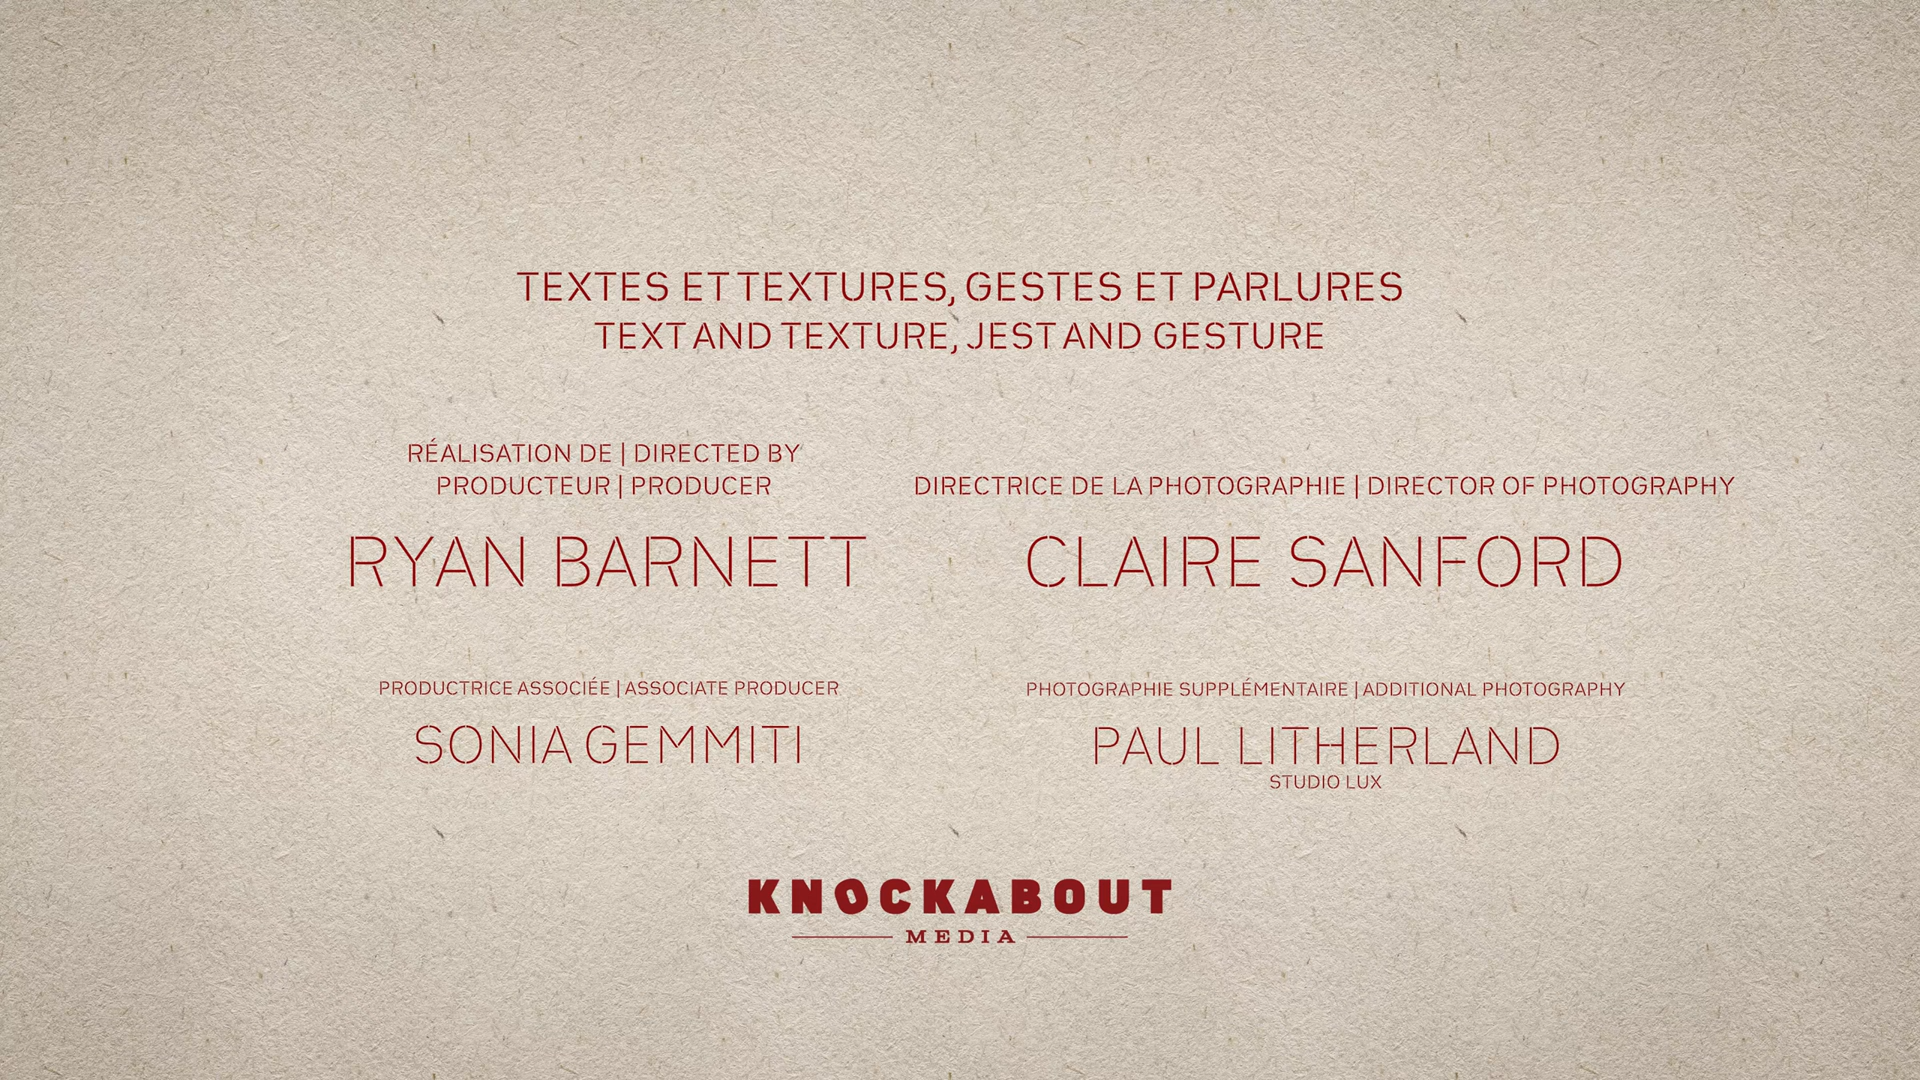 TEXTES ET TEXTURES, GESTES ET PARLURES
TEXT AND TEXTURE, JEST AND GESTURE
RÉALISATION DE | DIRECTED BY
PRODUCTEUR | PRODUCER
RYAN BARNETT
DIRECTRICE DE LA PHOTOGRAPHIE | DIRECTOR OF PHOTOGRAPHY
CLAIRE SANFORD
PRODUCTRICE ASSOCIÉE | ASSOCIATE PRODUCER
SONIA GEMMITI
PHOTOGRAPHIE SUPPLÉMENTAIRE | ADDITIONAL PHOTOGRAPHY
PAUL LITHERLAND
STUDIO LUX
KNOCKABOUT
MEDIA